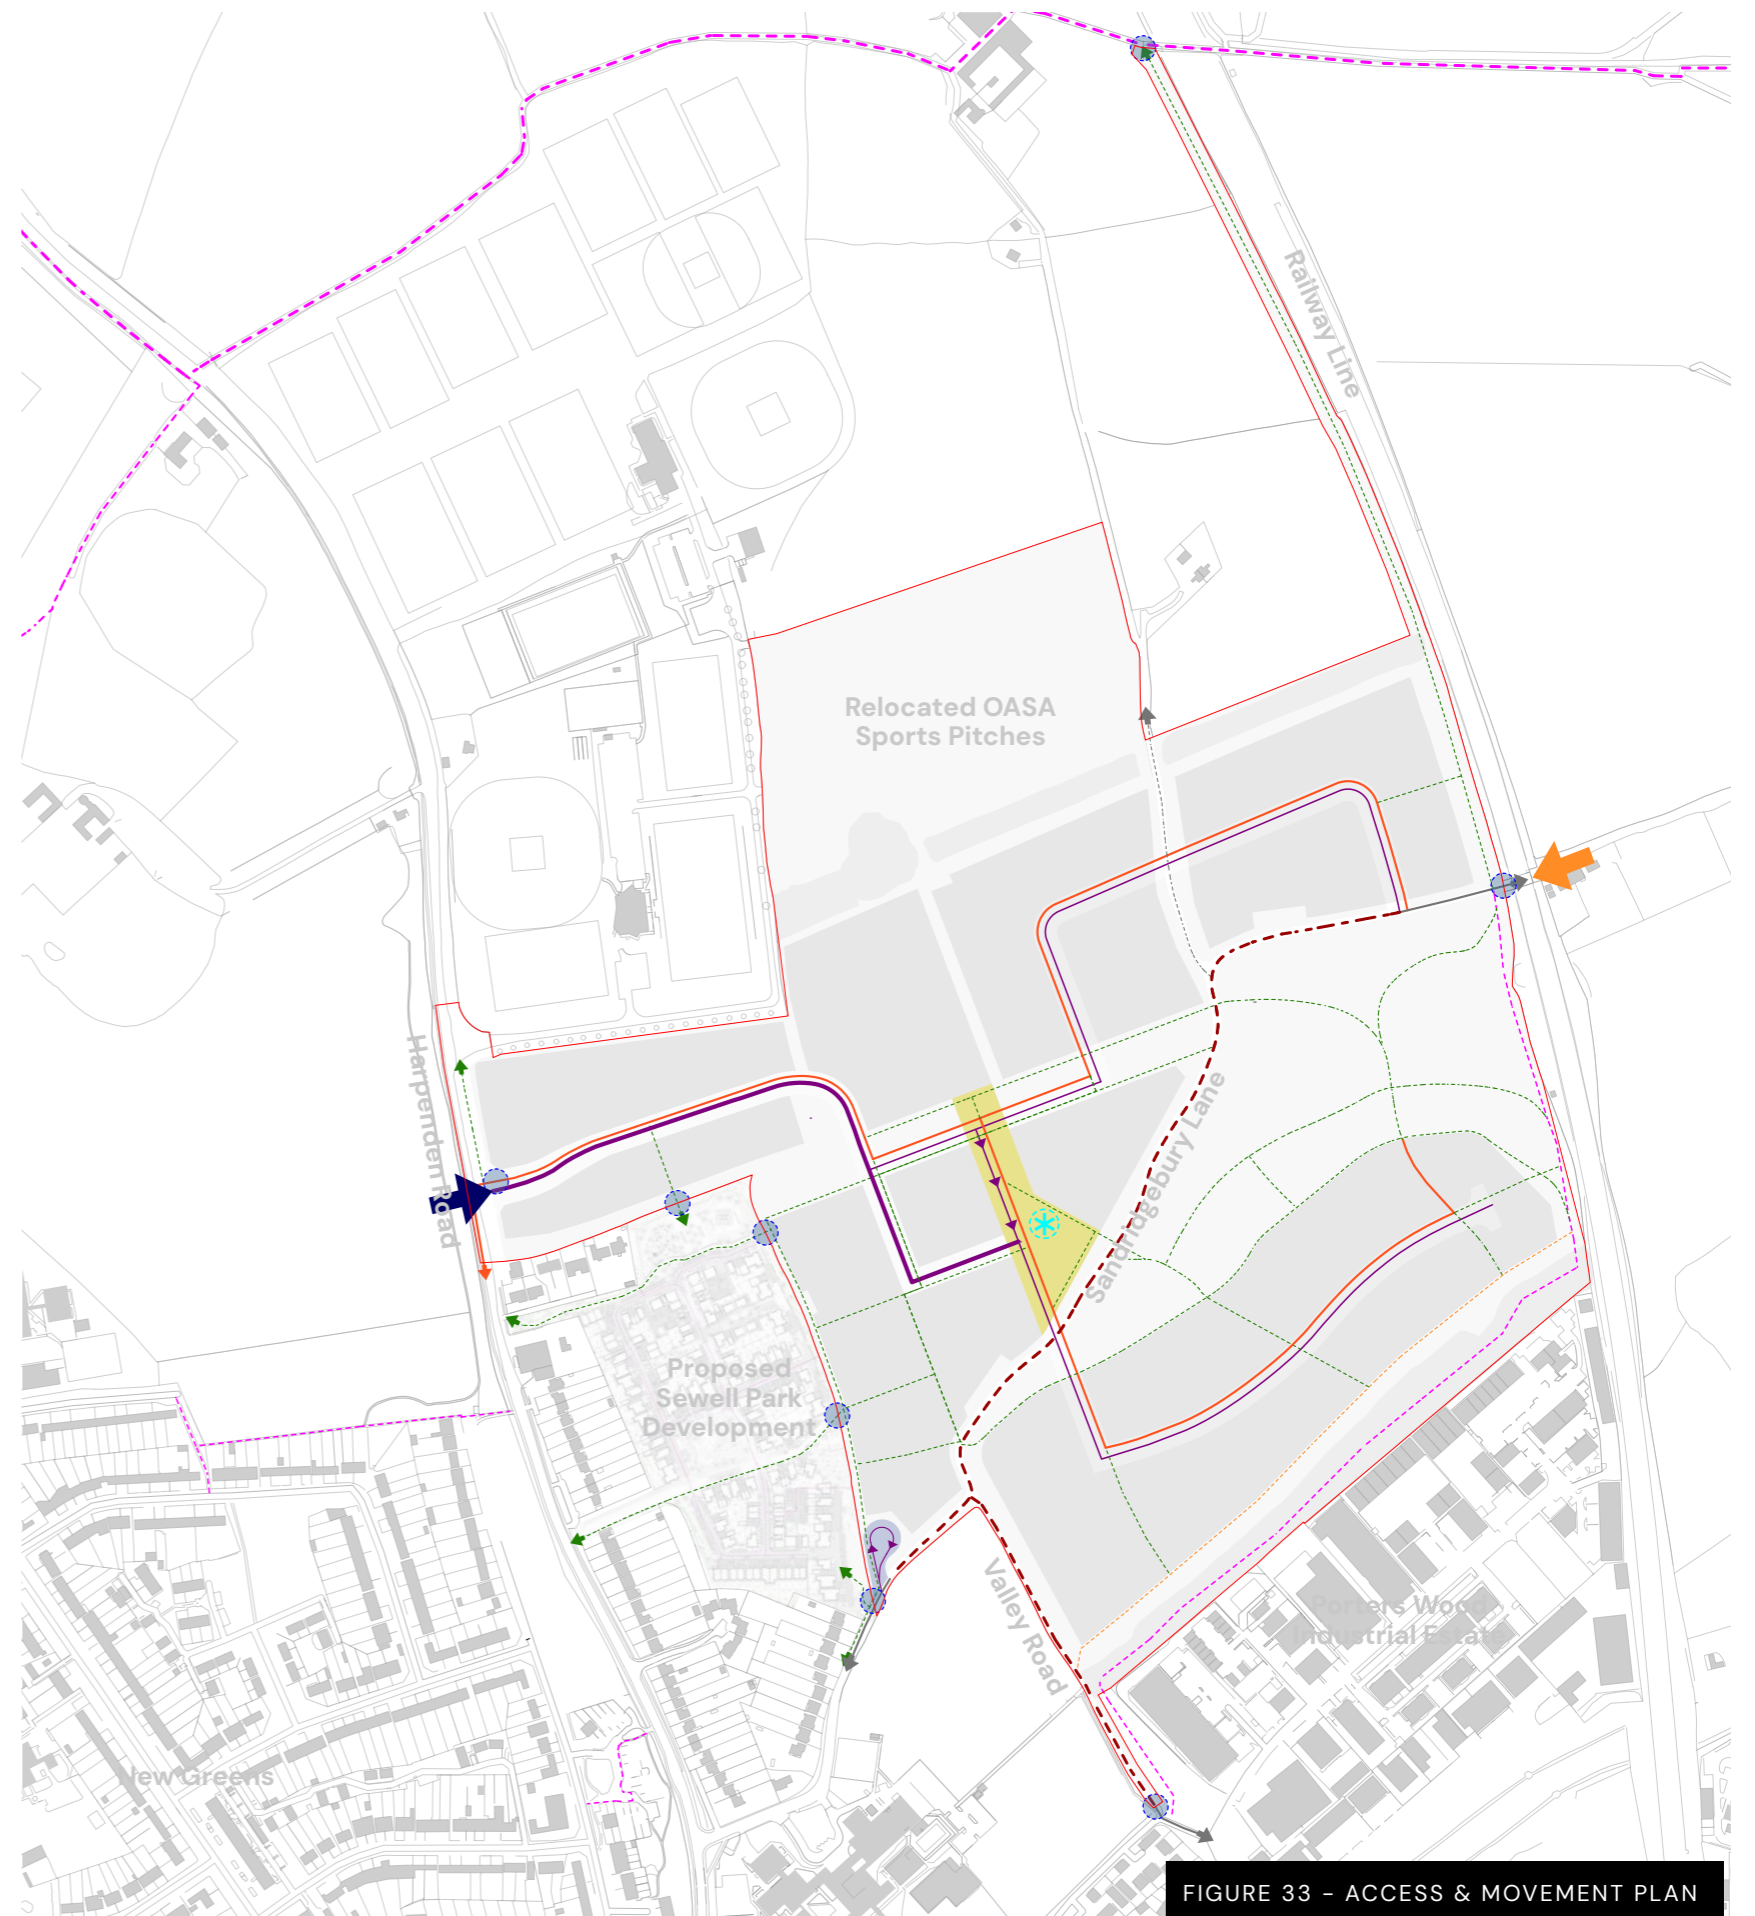 Railway Line
Relocated OASA
Sports Pitches
Harpenden Road
Sandridgebury Lane
Proposed
Sewell Park
Development
Valley Road
Porters Wood
Industrial Estate
New Greens
FIGURE 33 - ACCESS & MOVEMENT PLAN